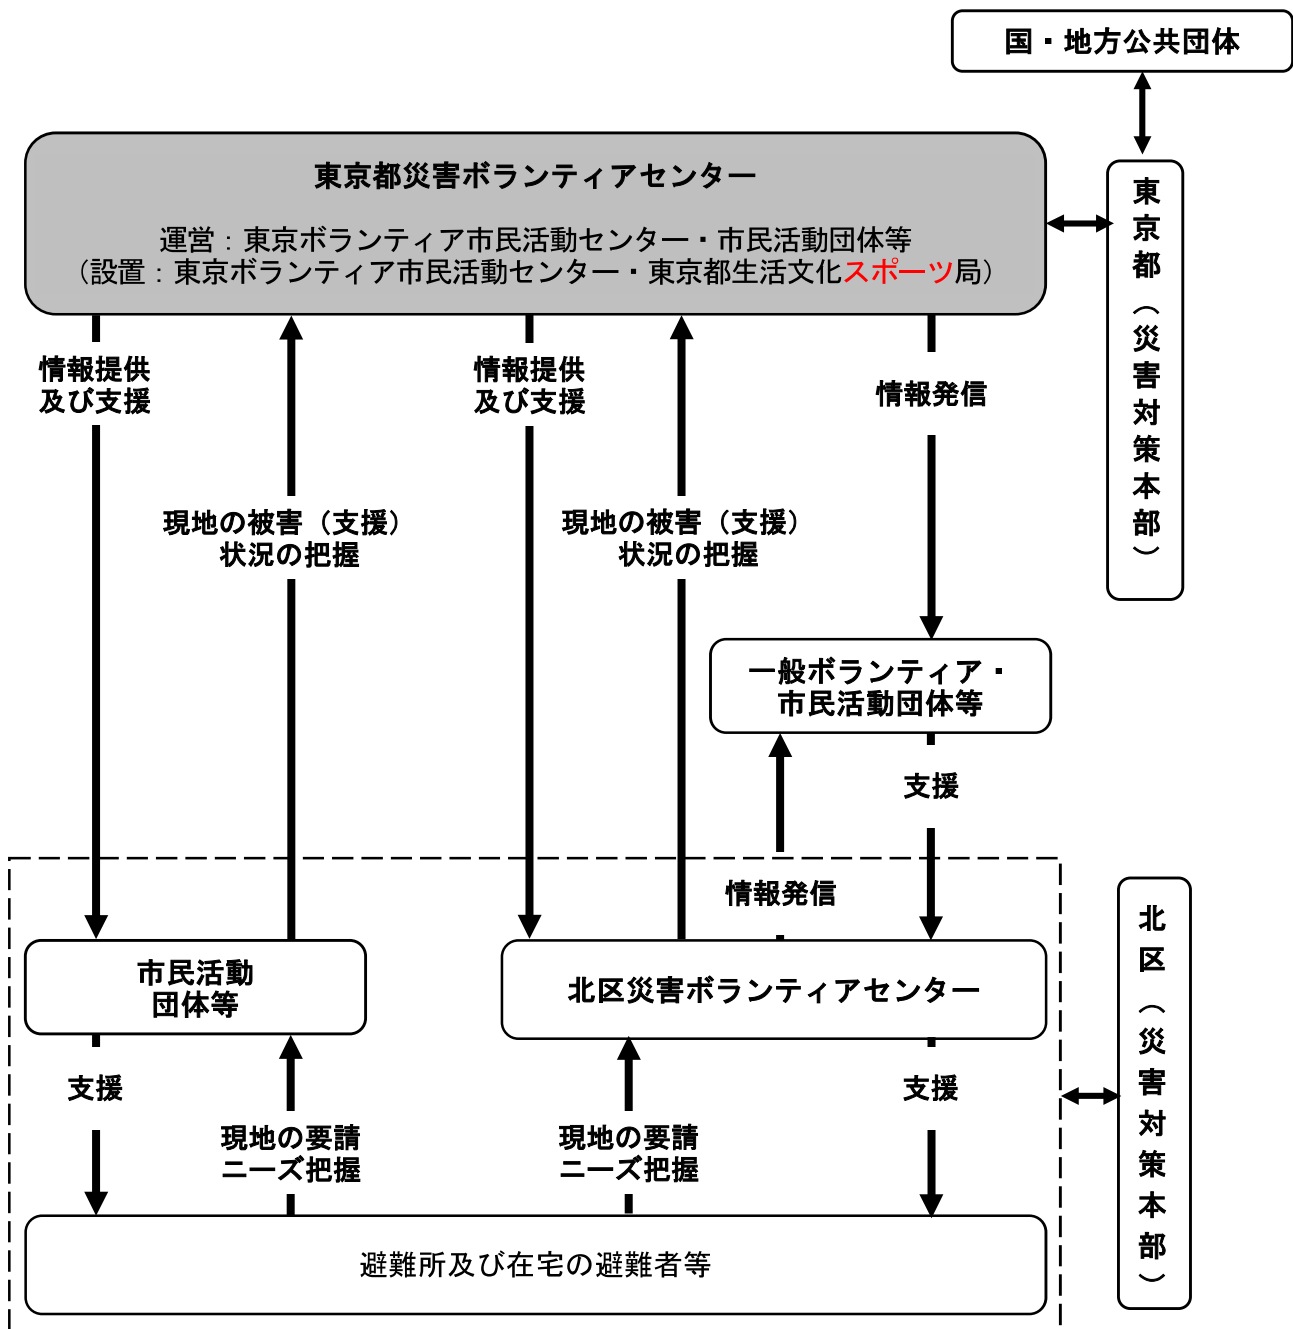 国・地方公共団体
東京都災害ボランティアセンター
運営：東京ボランティア市民活動センター・市民活動団体等
（設置：東京ボランティア市民活動センター・東京都生活文化スポーツ局）
東京都（災害対策本部）
情報提供
及び支援
情報提供
及び支援
情報発信
現地の被害（支援）
状況の把握
現地の被害（支援）
状況の把握
一般ボランティア・
市民活動団体等
支援
情報発信
市民活動
団体等
北区災害ボランティアセンター
北区（災害対策本部）
支援
現地の要請
ニーズ把握
現地の要請
ニーズ把握
支援
避難所及び在宅の避難者等